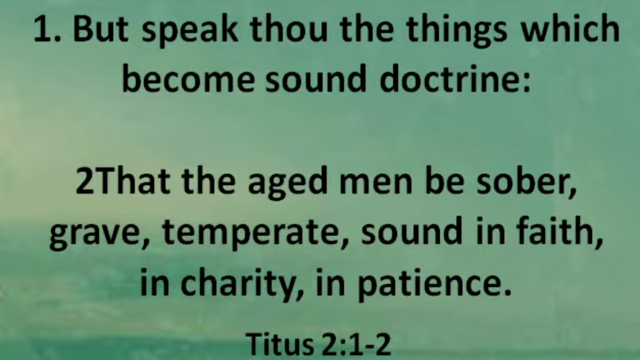 1. But speak thou the things which
become sound doctrine:
2That the aged men be sober,
grave, temperate, sound in faith,
in charity, in patience.
Titus 2:1-2